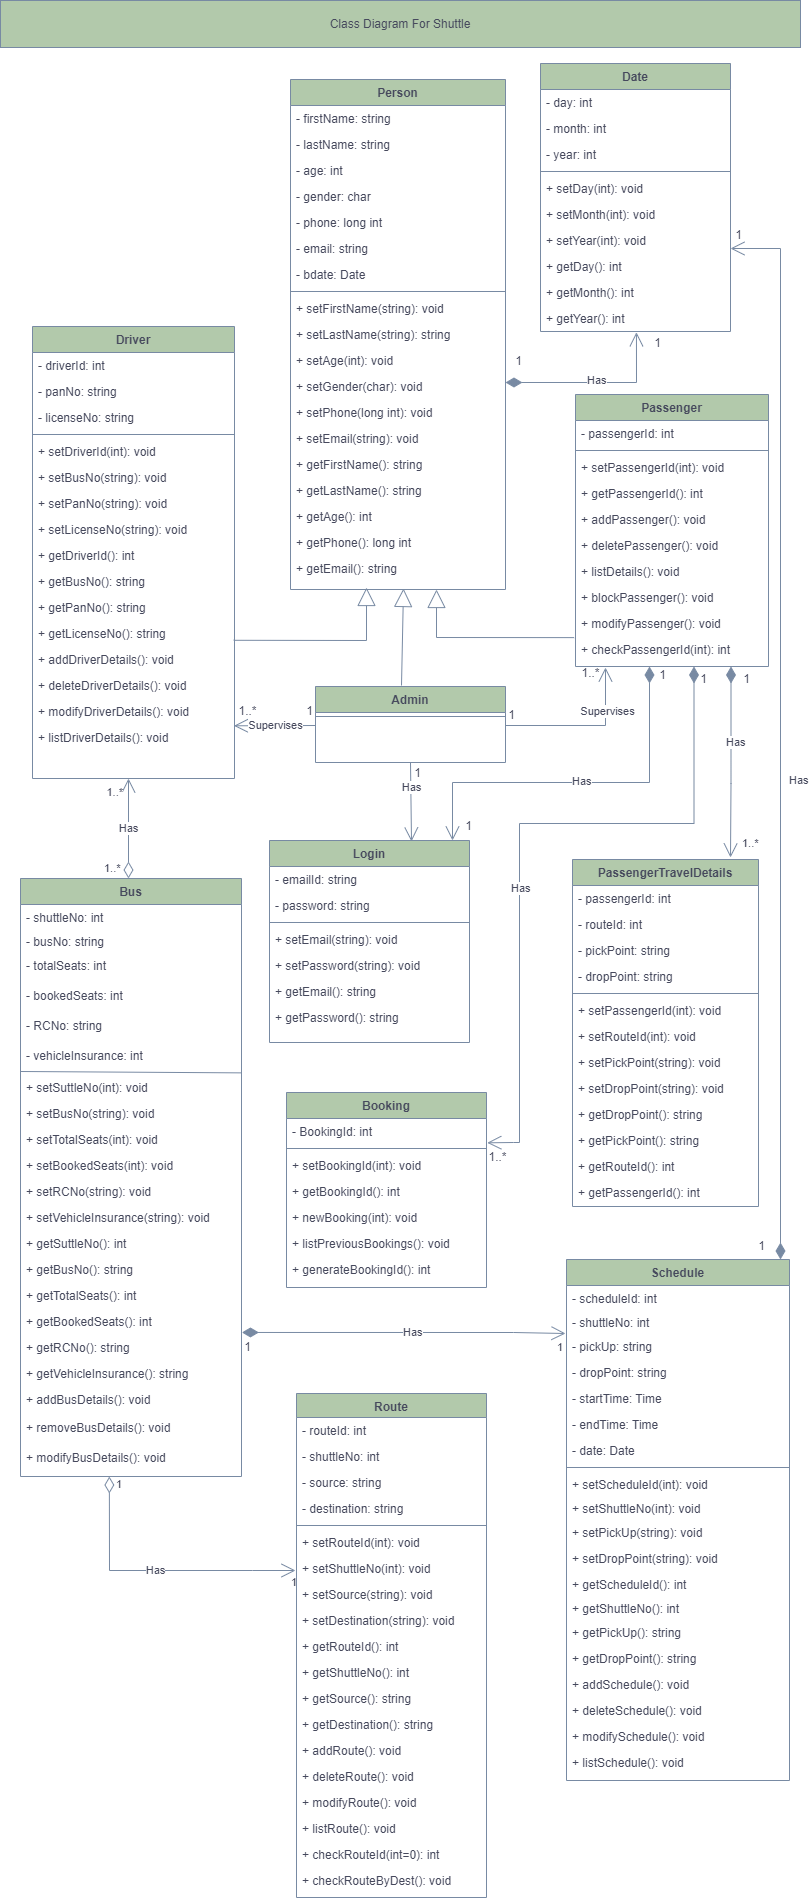 Class Diagram For Shuttle
Person
- firstName: string
- lastName: string
- age: int
- gender: char
- phone: long int
- email: string
- bdate: Date
+ setFirstName(string): void
+ setLastName(string): string
+ setAge(int): void
+ setGender(char): void
+ setPhone(long int): void
+ setEmail(string): void
+ getFirstName(): string
+ getLastName(): string
+ getAge(): int
+ getPhone(): long int
+ getEmail(): string
Date
- day: int
- month: int
- year: int
+ setDay(int): void
+ setMonth(int): void
+ setYear(int): void
+ getDay(): int
+ getMonth(): int
+ getYear(): int
1
1
1
Has
Driver
- driverId: int
- panNo: string
- licenseNo: string
+ setDriverId(int): void
+ setBusNo(string): void
+ setPanNo(string): void
+ setLicenseNo(string): void
+ getDriverId(): int
+ getBusNo(): string
+ getPanNo(): string
+ getLicenseNo(): string
+ addDriverDetails(): void
+ deleteDriverDetails(): void
+ modifyDriverDetails(): void
+ listDriverDetails(): void
Passenger
- passengerId: int
+ setPassengerId(int): void
+ getPassengerId(): int
+ addPassenger(): void
+ deletePassenger(): void
+ listDetails(): void
+ blockPassenger(): void
+ modifyPassenger(): void
+ checkPassengerId(int): int
1..*
1
1
1
Admin
1..*
1
1
Supervises
Supervises
Has
Has
1
Has
Has
1..*
Has
1..*
1
1..*
Has
Login
- emailId: string
- password: string
+ setEmail(string): void
+ setPassword(string): void
+ getEmail(): string
+ getPassword(): string
PassengerTravelDetails
- passengerId: int
- routeId: int
- pickPoint: string
- dropPoint: string
+ setPassengerId(int): void
+ setRouteId(int): void
+ setPickPoint(string): void
+ setDropPoint(string): void
+ getDropPoint(): string
+ getPickPoint(): string
+ getRouteId(): int
+ getPassengerId(): int
Bus
- shuttleNo: int
- busNo: string
- totalSeats: int
- bookedSeats: int
- RCNo: string
- vehicleInsurance: int
+ setSuttleNo(int): void
+ setBusNo(string): void
+ setTotalSeats(int): void
+ setBookedSeats(int): void
+ setRCNo(string): void
+ setVehicleInsurance(string): void
+ getSuttleNo(): int
+ getBusNo(): string
+ getTotalSeats(): int
+ getBookedSeats(): int
+ getRCNo(): string
+ getVehicleInsurance(): string
+ addBusDetails(): void
+ removeBusDetails(): void
+ modifyBusDetails(): void
Booking
- BookingId: int
+ setBookingId(int): void
+ getBookingId(): int
+ newBooking(int): void
+ listPreviousBookings(): void
+ generateBookingId(): int
1..*
1
Schedule
- scheduleId: int
- shuttleNo: int
- pickUp: string
- dropPoint: string
- startTime: Time
- endTime: Time
- date: Date
+ setScheduleId(int): void
+ setShuttleNo(int): void
+ setPickUp(string): void
+ setDropPoint(string): void
+ getScheduleId(): int
+ getShuttleNo(): int
+ getPickUp(): string
+ getDropPoint(): string
+ addSchedule(): void
+ deleteSchedule(): void
+ modifySchedule(): void
+ listSchedule(): void
Has
1
1
Route
- routeId: int
- shuttleNo: int
- source: string
- destination: string
+ setRouteId(int): void
+ setShuttleNo(int): void
+ setSource(string): void
+ setDestination(string): void
+ getRouteId(): int
+ getShuttleNo(): int
+ getSource(): string
+ getDestination(): string
+ addRoute(): void
+ deleteRoute(): void
+ modifyRoute(): void
+ listRoute(): void
+ checkRouteId(int=0): int
+ checkRouteByDest(): void
1
Has
1